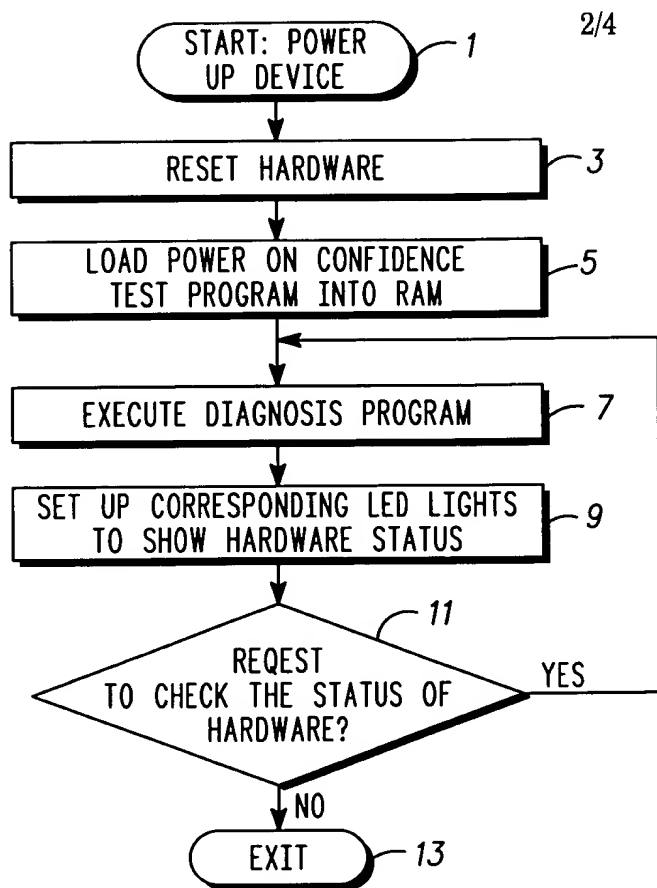 2/4
START: POWER
UP DEVICE
1
RESET HARDWARE
3
LOAD POWER ON CONFIDENCE
TEST PROGRAM INTO RAM
5
EXECUTE DIAGNOSIS PROGRAM
7
SET UP CORRESPONDING LED LIGHTS
TO SHOW HARDWARE STATUS
9
11
REQEST
TO CHECK THE STATUS OF
HARDWARE?
YES
NO
EXIT
13